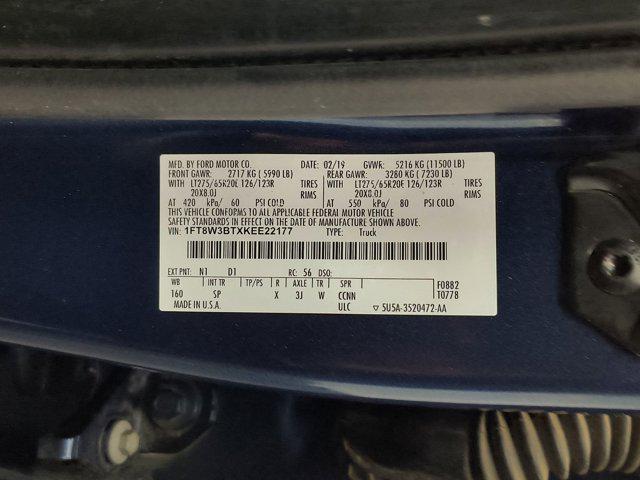 MFD. BY FORD MOTOR CO. 02/19 GVWR: 5216 KG (11500 LB)
FRONT GAWR: 2717 KG (5990 LB) REAR GAWR: 3280 KG (7230 LB)
WITH LT275/65R20E 126/123R TIRES WITH LT275/65R20E 126/123R TIRES
20X8.0J RIMS 20X8.0J RIMS
AT 420 kPa/ 60 PSI COLD AT 550 kPa/ 80 PSI COLD
THIS VEHICLE CONFORMS TO ALL APPLICABLE FEDERAL MOTOR VEHICLE
SAFETY STANDARDS IN EFFECT ON THE DATE OF MANUFACTURE SHOWN ABOVE.
VIN: 1FT8W3BTXKEE22177 TYPE: Truck
EXT PNT: N1 D1 RC: 56 DSO:
WB INT TR TP/PS R AXLE TR SPR F0882
160 SP X 3J W CCNN T0778
MADE IN U.S.A. ULC ▽ 5U5A-3520472-AA